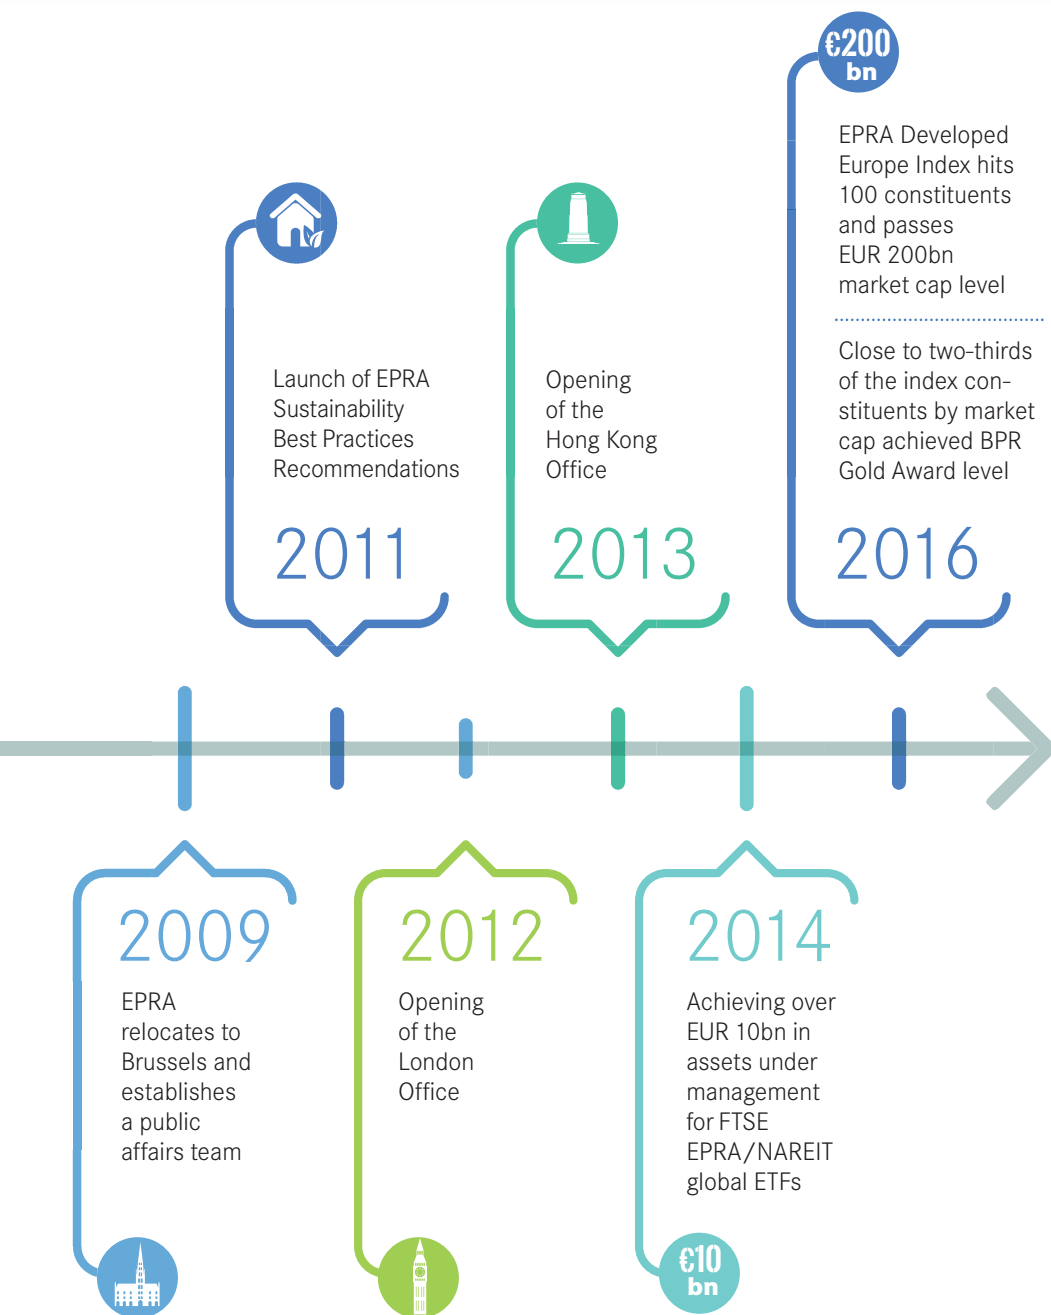 €200
bn
EPRA Developed
Europe Index hits
100 constituents
and passes
EUR 200bn
market cap level
Close to two-thirds
of the index con-
stituents by market
cap achieved BPR
Gold Award level
2016
Launch of EPRA
Sustainability
Best Practices
Recommendations
2011
Opening
of the
Hong Kong
Office
2013
2009
EPRA
relocates to
Brussels and
establishes
a public
affairs team
2012
Opening
of the
London
Office
2014
Achieving over
EUR 10bn in
assets under
management
for FTSE
EPRA/NAREIT
global ETFs
€10
bn